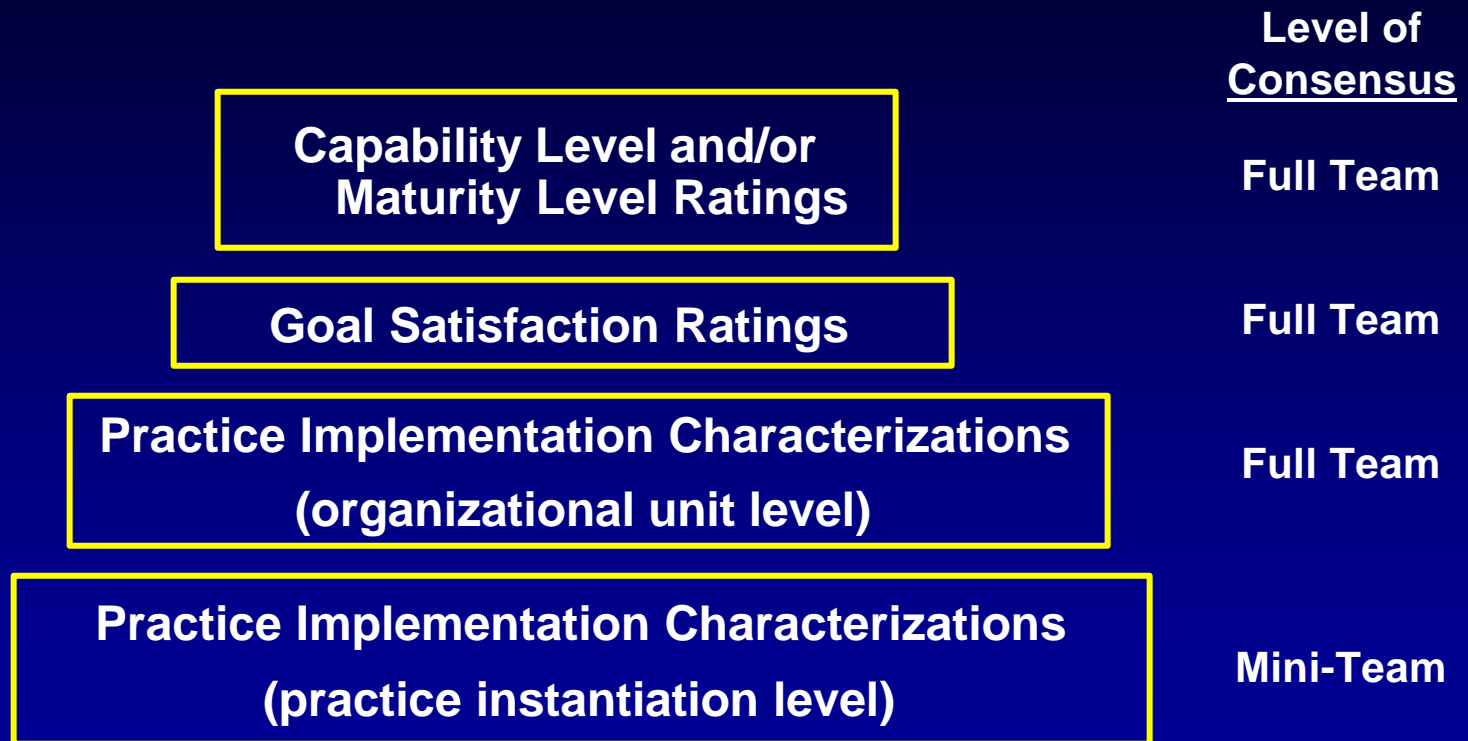 Level of
Consensus
Capability Level and/or
Maturity Level Ratings
Full Team
Goal Satisfaction Ratings
Full Team
Practice Implementation Characterizations
(organizational unit level)
Full Team
Practice Implementation Characterizations
(practice instantiation level)
Mini-Team